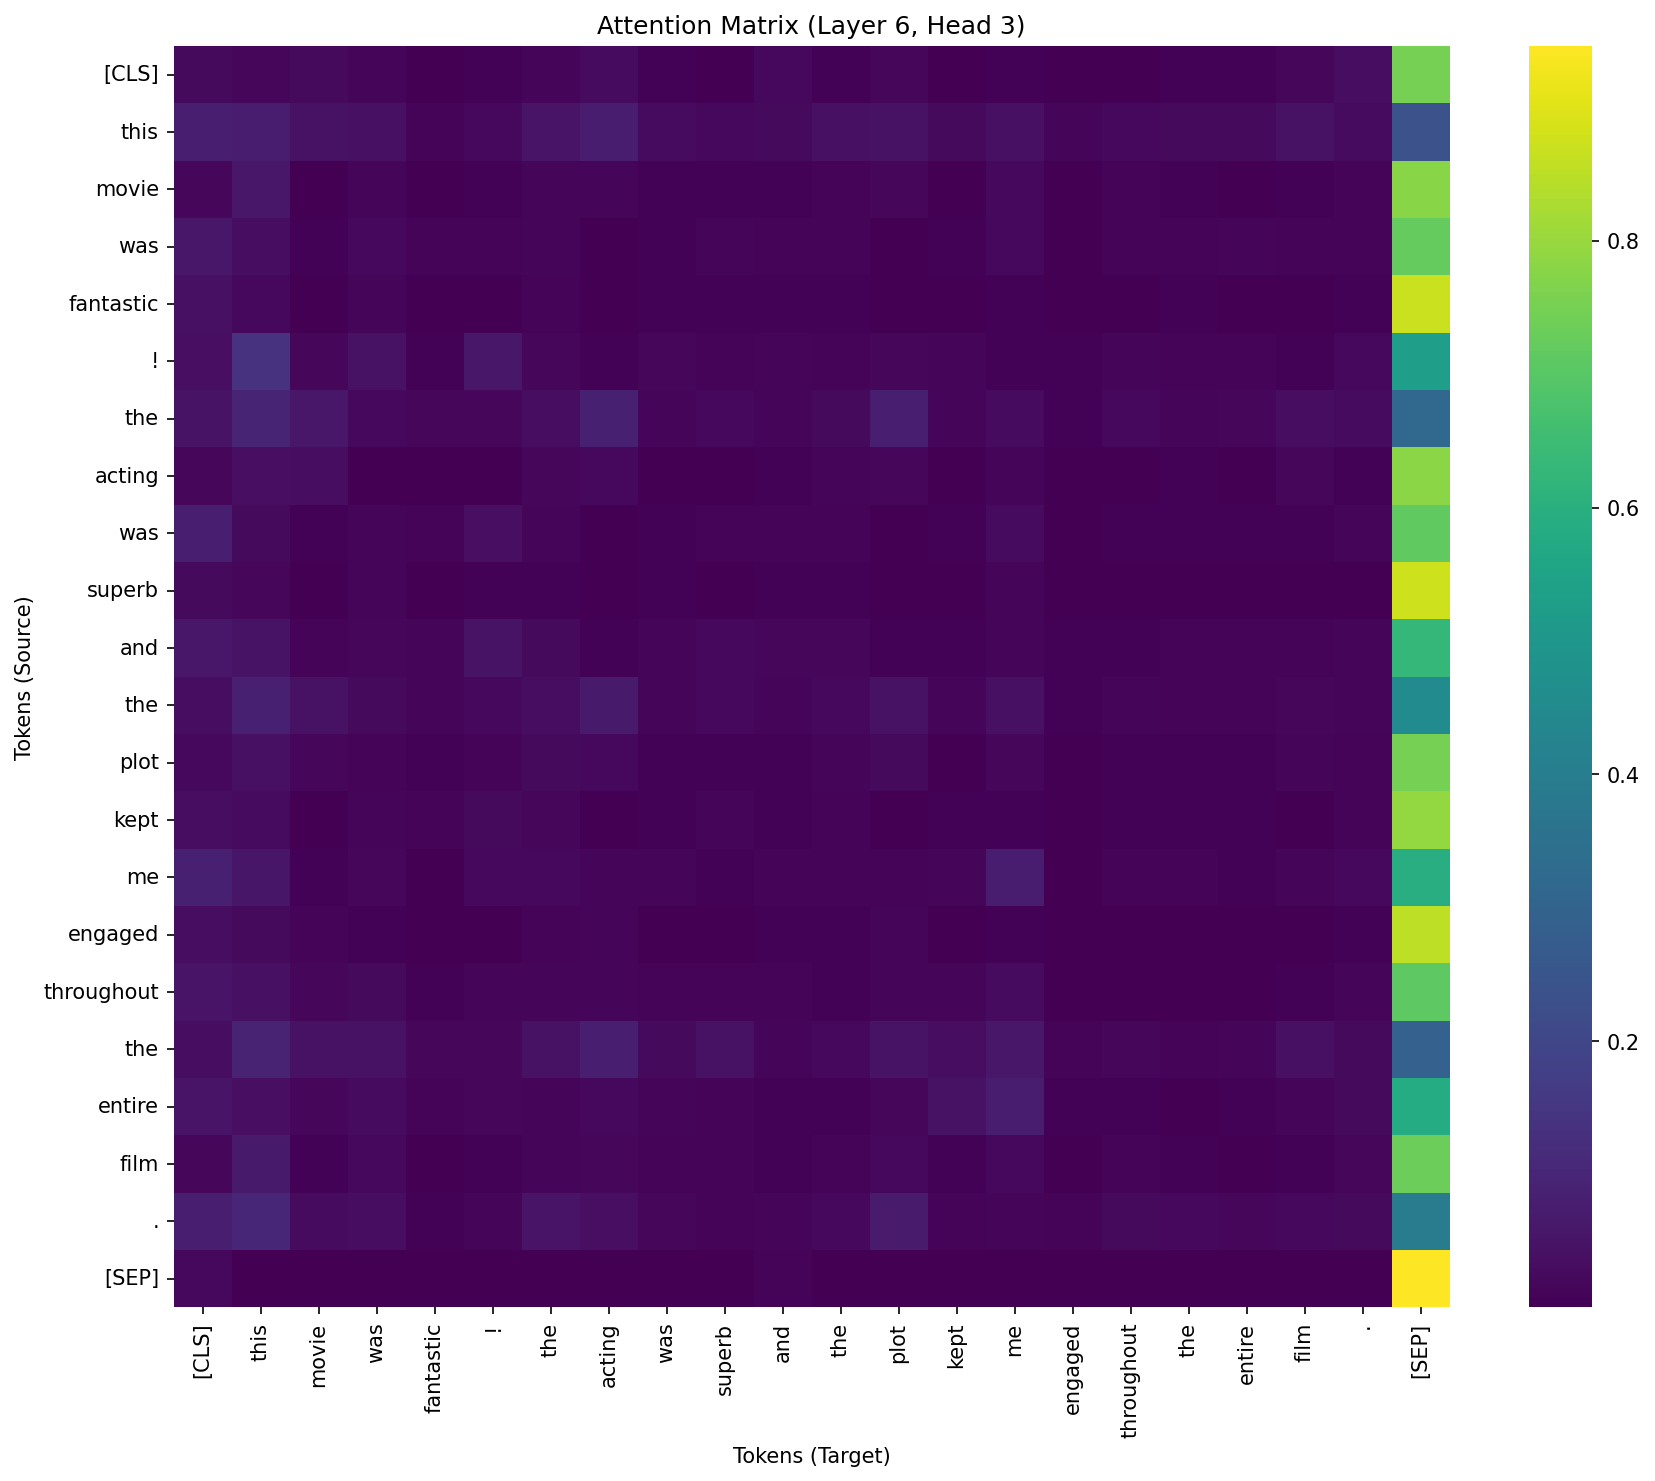 Attention Matrix (Layer 6, Head 3)
Tokens (Source)
[CLS]
this
movie
was
fantastic
!
the
acting
was
superb
and
the
plot
kept
me
engaged
throughout
the
entire
film
.
[SEP]
[CLS]
this
movie
was
fantastic
!
the
acting
was
superb
and
the
plot
kept
me
engaged
throughout
the
entire
film
.
[SEP]
Tokens (Target)
0.8
0.6
0.4
0.2